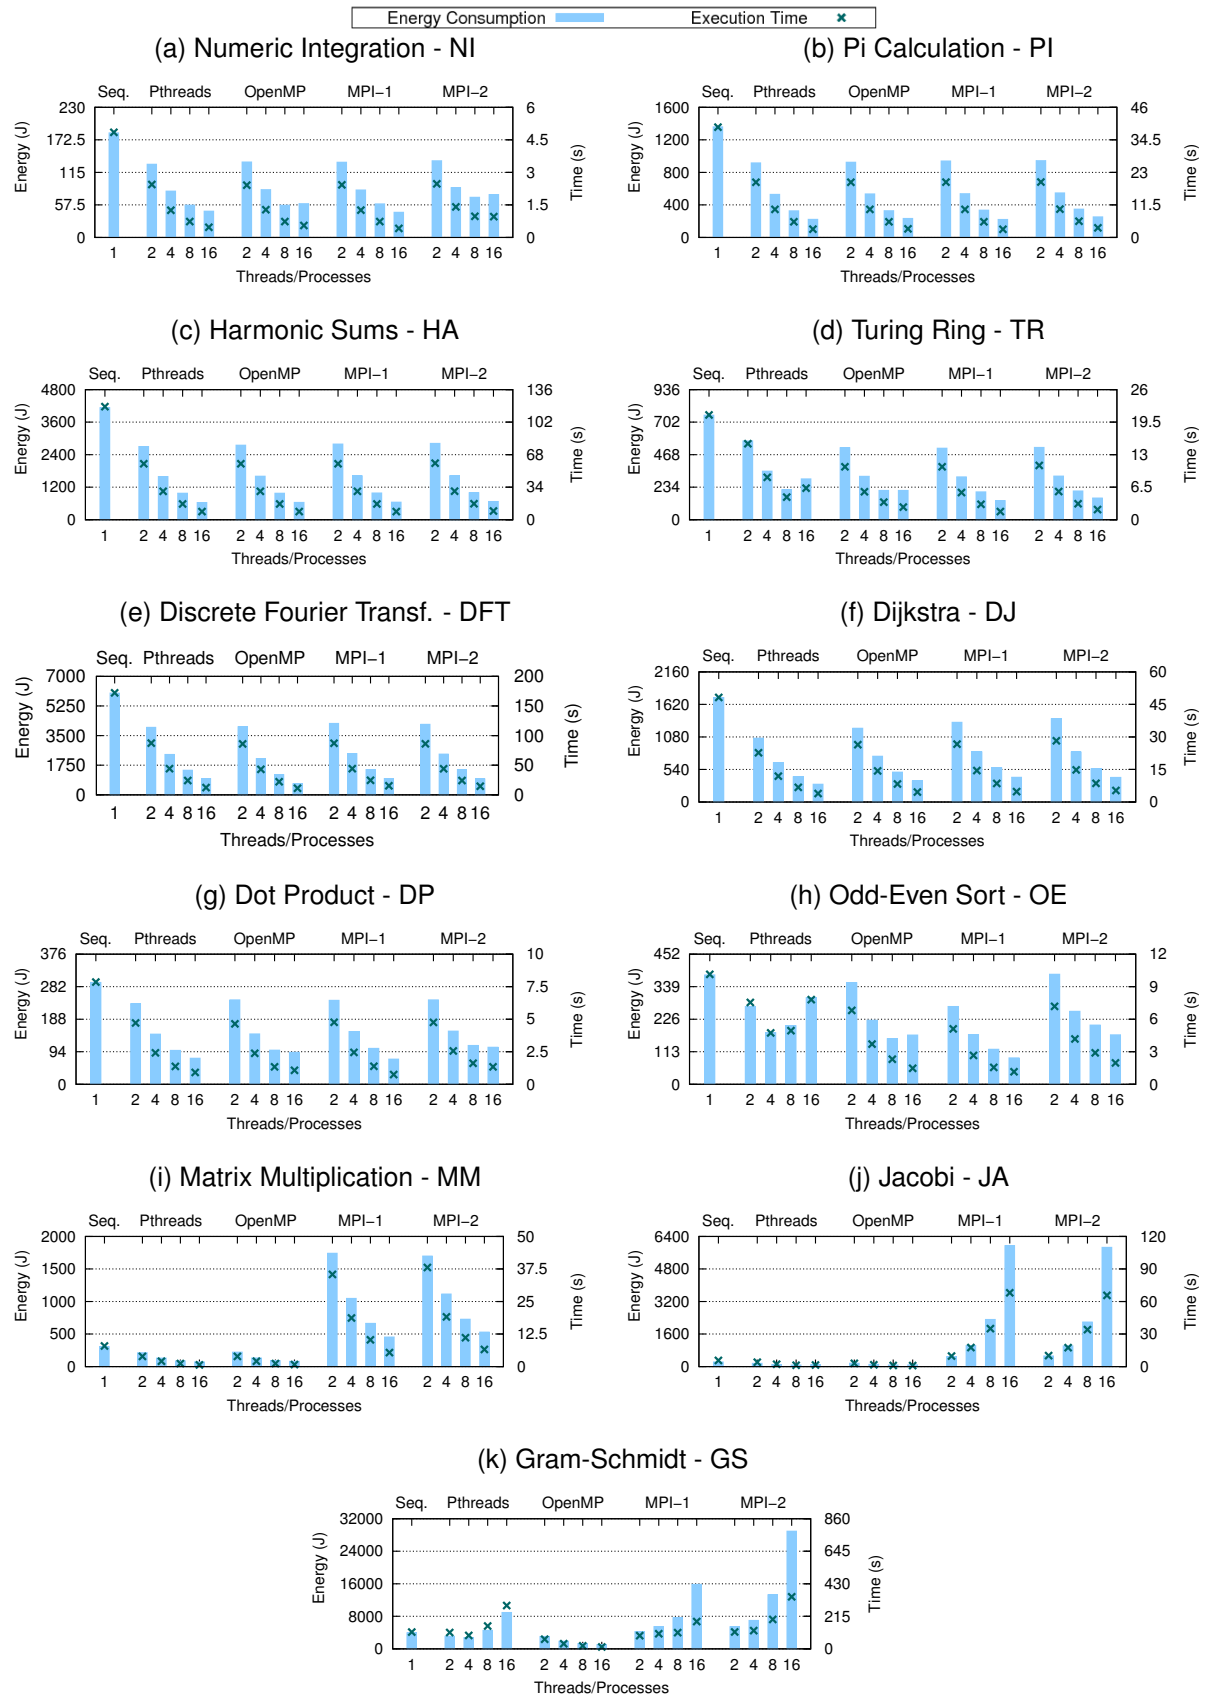 Energy Consumption Execution Time
(a) Numeric Integration - NI
Seq. Pthreads OpenMP MPI−1 MPI−2
230 6
172.5 4.5
115 3
57.5 1.5
0 0
Energy (J)
Time (s)
1 2 4 8 16 2 4 8 16 2 4 8 16 2 4 8 16
Threads/Processes
(b) Pi Calculation - PI
Seq. Pthreads OpenMP MPI−1 MPI−2
1600 46
1200 34.5
800 23
400 11.5
0 0
Energy (J)
Time (s)
1 2 4 8 16 2 4 8 16 2 4 8 16 2 4 8 16
Threads/Processes
(c) Harmonic Sums - HA
Seq. Pthreads OpenMP MPI−1 MPI−2
4800 136
3600 102
2400 68
1200 34
0 0
Energy (J)
Time (s)
1 2 4 8 16 2 4 8 16 2 4 8 16 2 4 8 16
Threads/Processes
(d) Turing Ring - TR
Seq. Pthreads OpenMP MPI−1 MPI−2
936 26
702 19.5
468 13
234 6.5
0 0
Energy (J)
Time (s)
1 2 4 8 16 2 4 8 16 2 4 8 16 2 4 8 16
Threads/Processes
(e) Discrete Fourier Transf. - DFT
Seq. Pthreads OpenMP MPI−1 MPI−2
7000 200
5250 150
3500 100
1750 50
0 0
Energy (J)
Time (s)
1 2 4 8 16 2 4 8 16 2 4 8 16 2 4 8 16
Threads/Processes
(f) Dijkstra - DJ
Seq. Pthreads OpenMP MPI−1 MPI−2
2160 60
1620 45
1080 30
540 15
0 0
Energy (J)
Time (s)
1 2 4 8 16 2 4 8 16 2 4 8 16 2 4 8 16
Threads/Processes
(g) Dot Product - DP
Seq. Pthreads OpenMP MPI−1 MPI−2
376 10
282 7.5
188 5
94 2.5
0 0
Energy (J)
Time (s)
1 2 4 8 16 2 4 8 16 2 4 8 16 2 4 8 16
Threads/Processes
(h) Odd-Even Sort - OE
Seq. Pthreads OpenMP MPI−1 MPI−2
452 12
339 9
226 6
113 3
0 0
Energy (J)
Time (s)
1 2 4 8 16 2 4 8 16 2 4 8 16 2 4 8 16
Threads/Processes
(i) Matrix Multiplication - MM
Seq. Pthreads OpenMP MPI−1 MPI−2
2000 50
1500 37.5
1000 25
500 12.5
0 0
Energy (J)
Time (s)
1 2 4 8 16 2 4 8 16 2 4 8 16 2 4 8 16
Threads/Processes
(j) Jacobi - JA
Seq. Pthreads OpenMP MPI−1 MPI−2
6400 120
4800 90
3200 60
1600 30
0 0
Energy (J)
Time (s)
1 2 4 8 16 2 4 8 16 2 4 8 16 2 4 8 16
Threads/Processes
(k) Gram-Schmidt - GS
Seq. Pthreads OpenMP MPI−1 MPI−2
32000 860
24000 645
16000 430
8000 215
0 0
Energy (J)
Time (s)
1 2 4 8 16 2 4 8 16 2 4 8 16 2 4 8 16
Threads/Processes